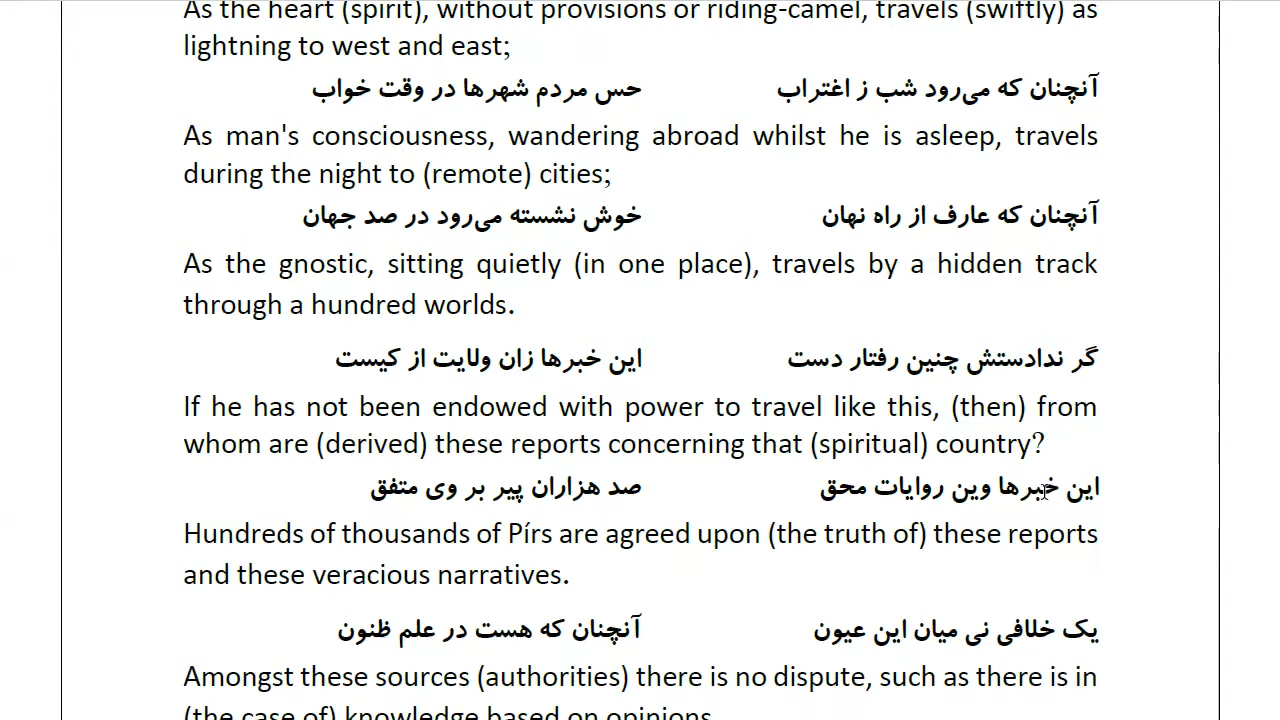 As the heart (spirit), without provisions or riding-camel, travels (swiftly) as
lightning to west and east;
آنچنان که می‌رود شب ز اغتراب حس مردم شهرها در وقت خواب
As man's consciousness, wandering abroad whilst he is asleep, travels
during the night to (remote) cities;
آنچنان که عارف از راه نهان خوش نشسته می‌رود در صد جهان
As the gnostic, sitting quietly (in one place), travels by a hidden track
through a hundred worlds.
گر ندادستش چنین رفتار دست این خبرها زان ولایت از کیست
If he has not been endowed with power to travel like this, (then) from
whom are (derived) these reports concerning that (spiritual) country?
این خبرها وین روایات محق صد هزاران پیر بر وی متفق
Hundreds of thousands of Pírs are agreed upon (the truth of) these reports
and these veracious narratives.
یک خلافی نی میان این عیون آنچنان که هست در علم ظنون
Amongst these sources (authorities) there is no dispute, such as there is in
(the case of) knowledge based on opinions.